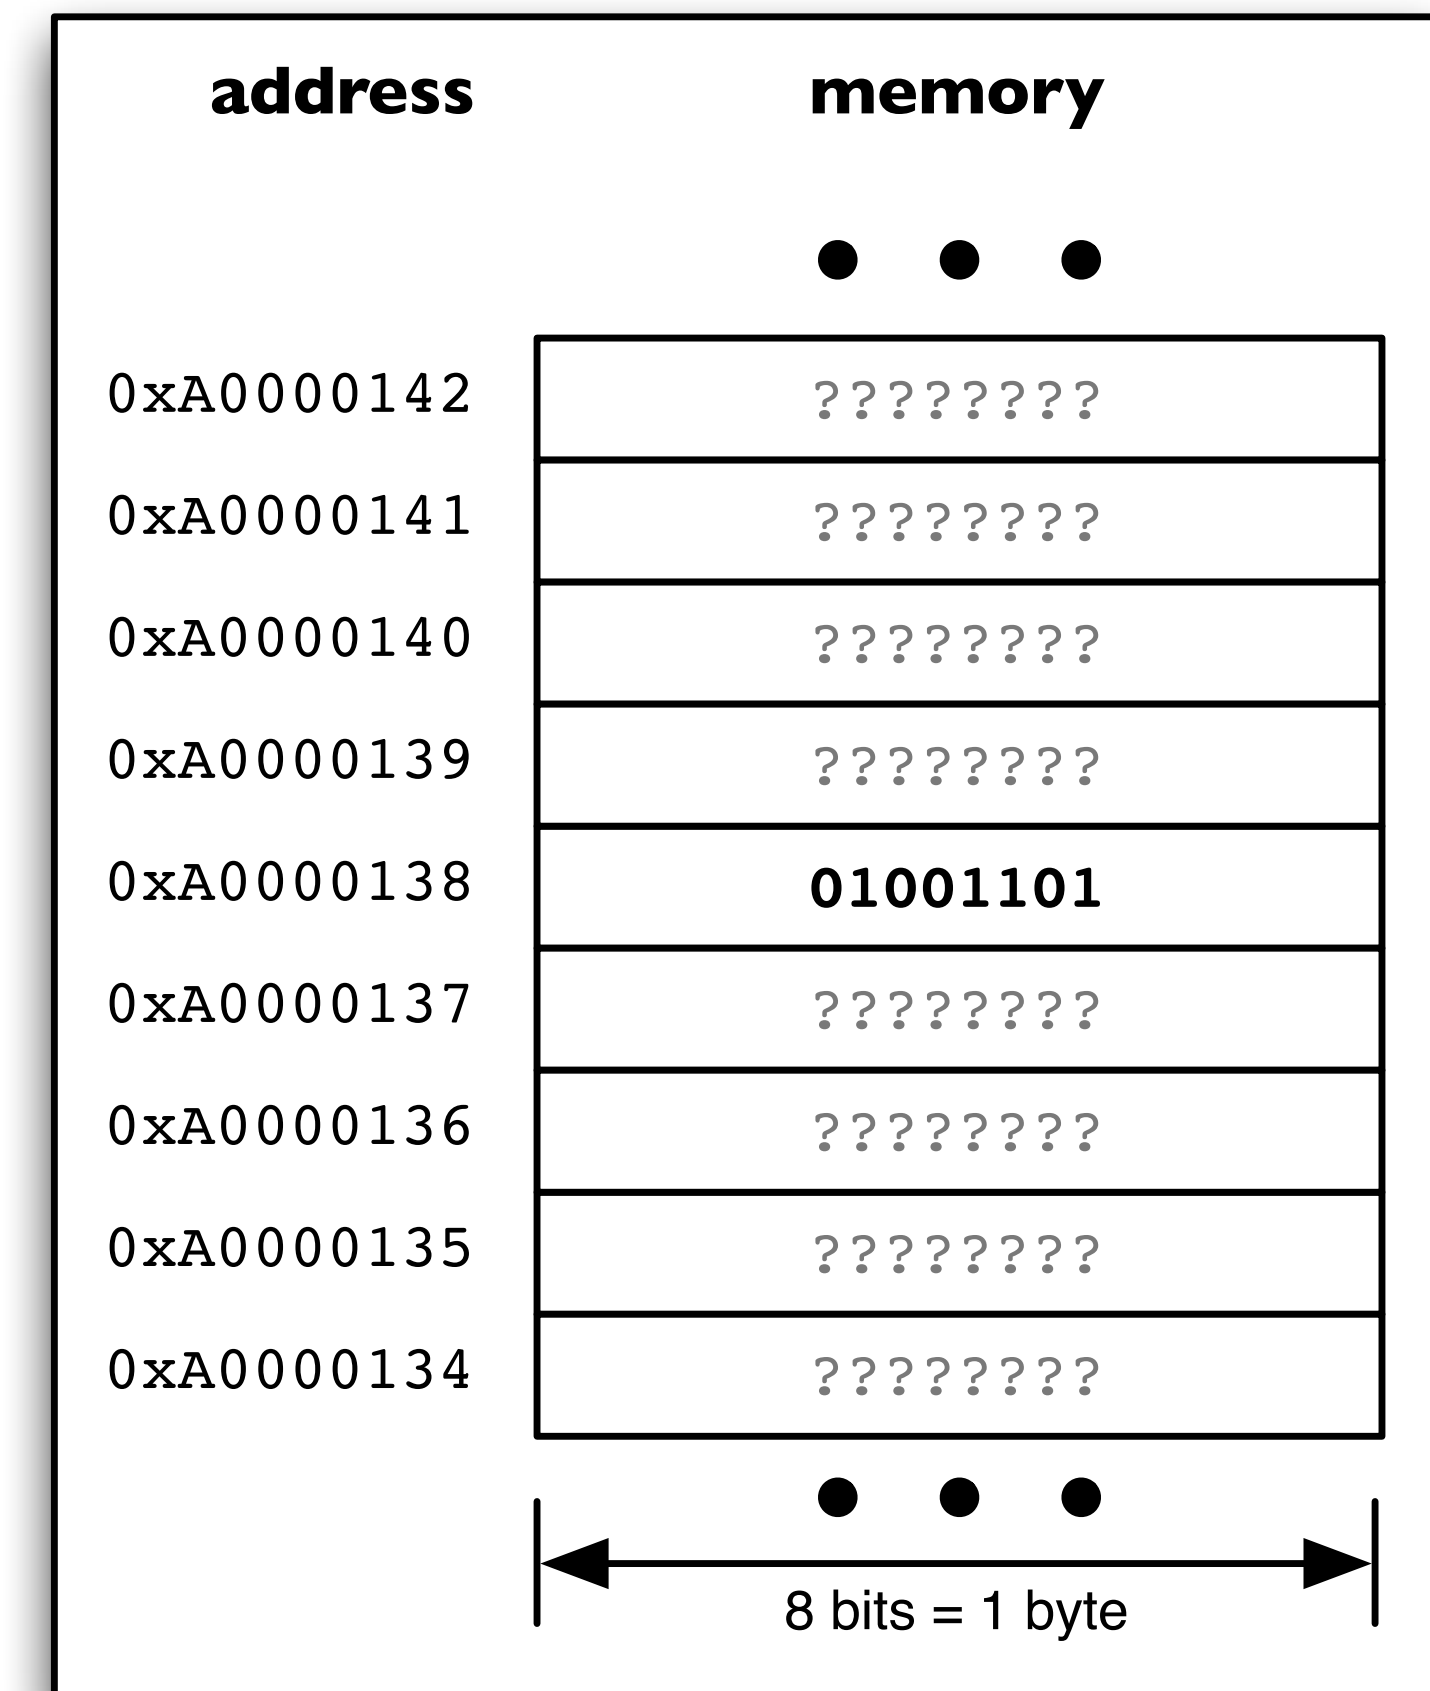 address memory
0xA0000142 ????????
0xA0000141 ????????
0xA0000140 ????????
0xA0000139 ????????
0xA0000138 01001101
0xA0000137 ????????
0xA0000136 ????????
0xA0000135 ????????
0xA0000134 ????????
8 bits = 1 byte